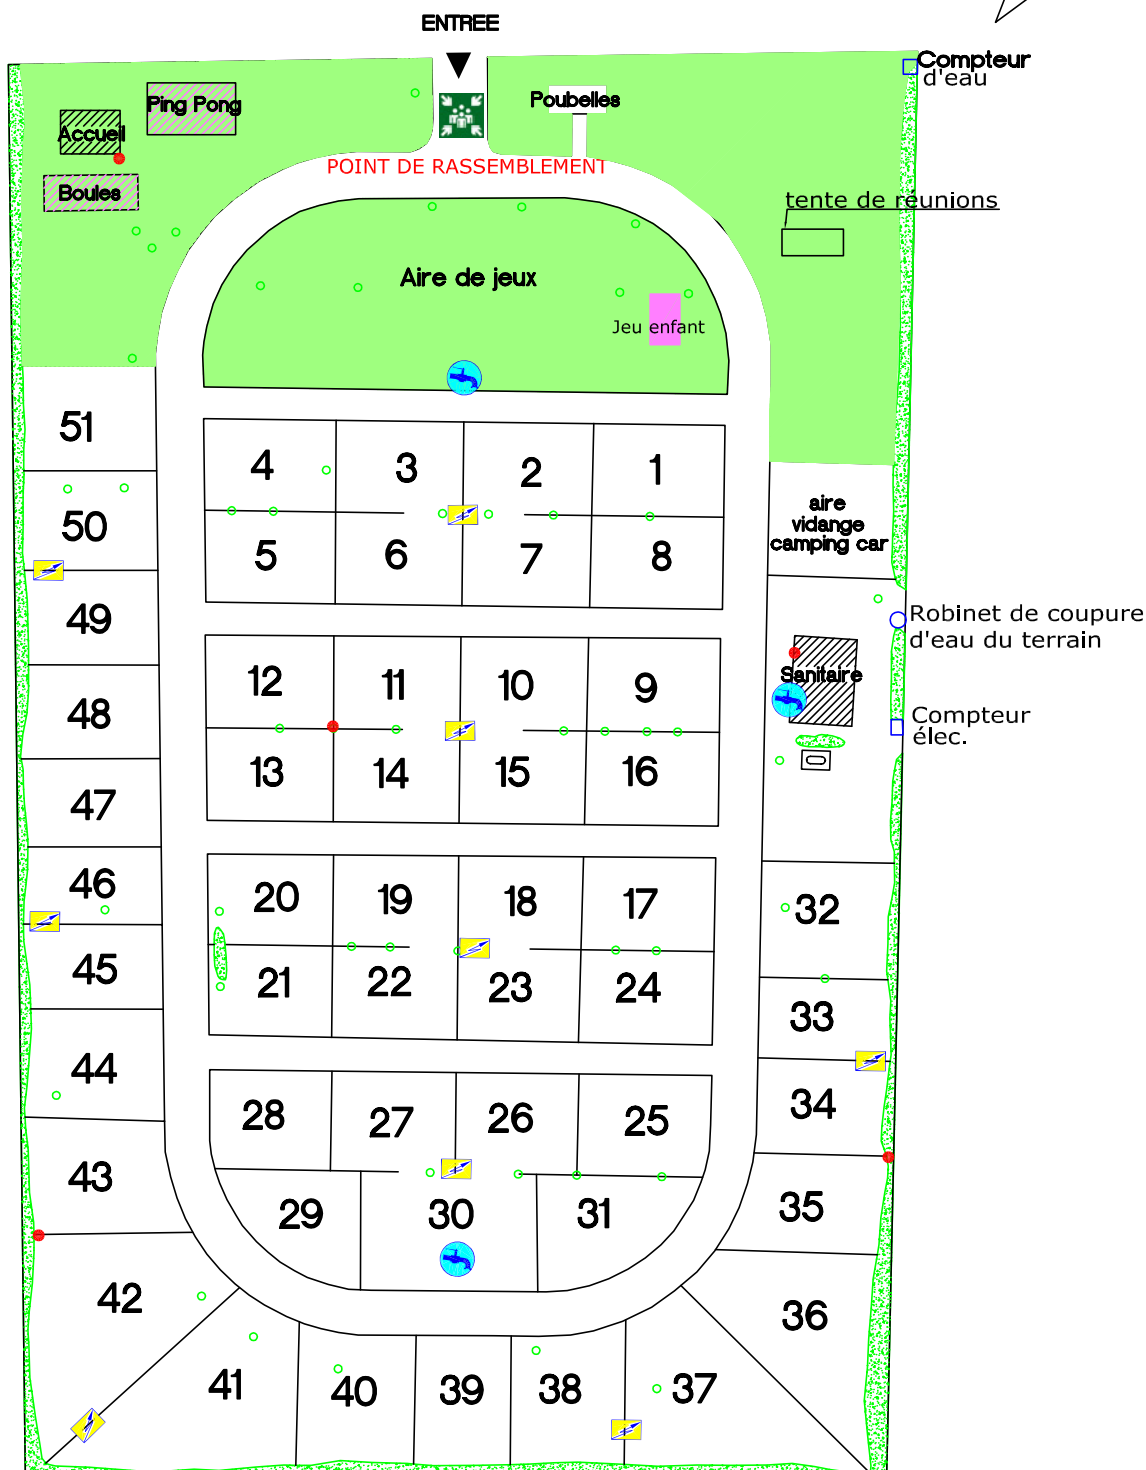 ENTREE
Compteur
d'eau
Ping Pong
Poubelles
Accueil
POINT DE RASSEMBLEMENT
Boules
tente de réunions
Aire de jeux
Jeu enfant
51
4 3 2 1
50
aire
vidange
camping car
5 6 7 8
49
Robinet de coupure
d'eau du terrain
12 11 10 9
Sanitaire
48
Compteur
élec.
13 14 15 16
47
46
20 19 18 17
32
45
21 22 23 24
33
44
28 27 26 25
34
43
29 30 31
35
42
36
41 40 39 38 37